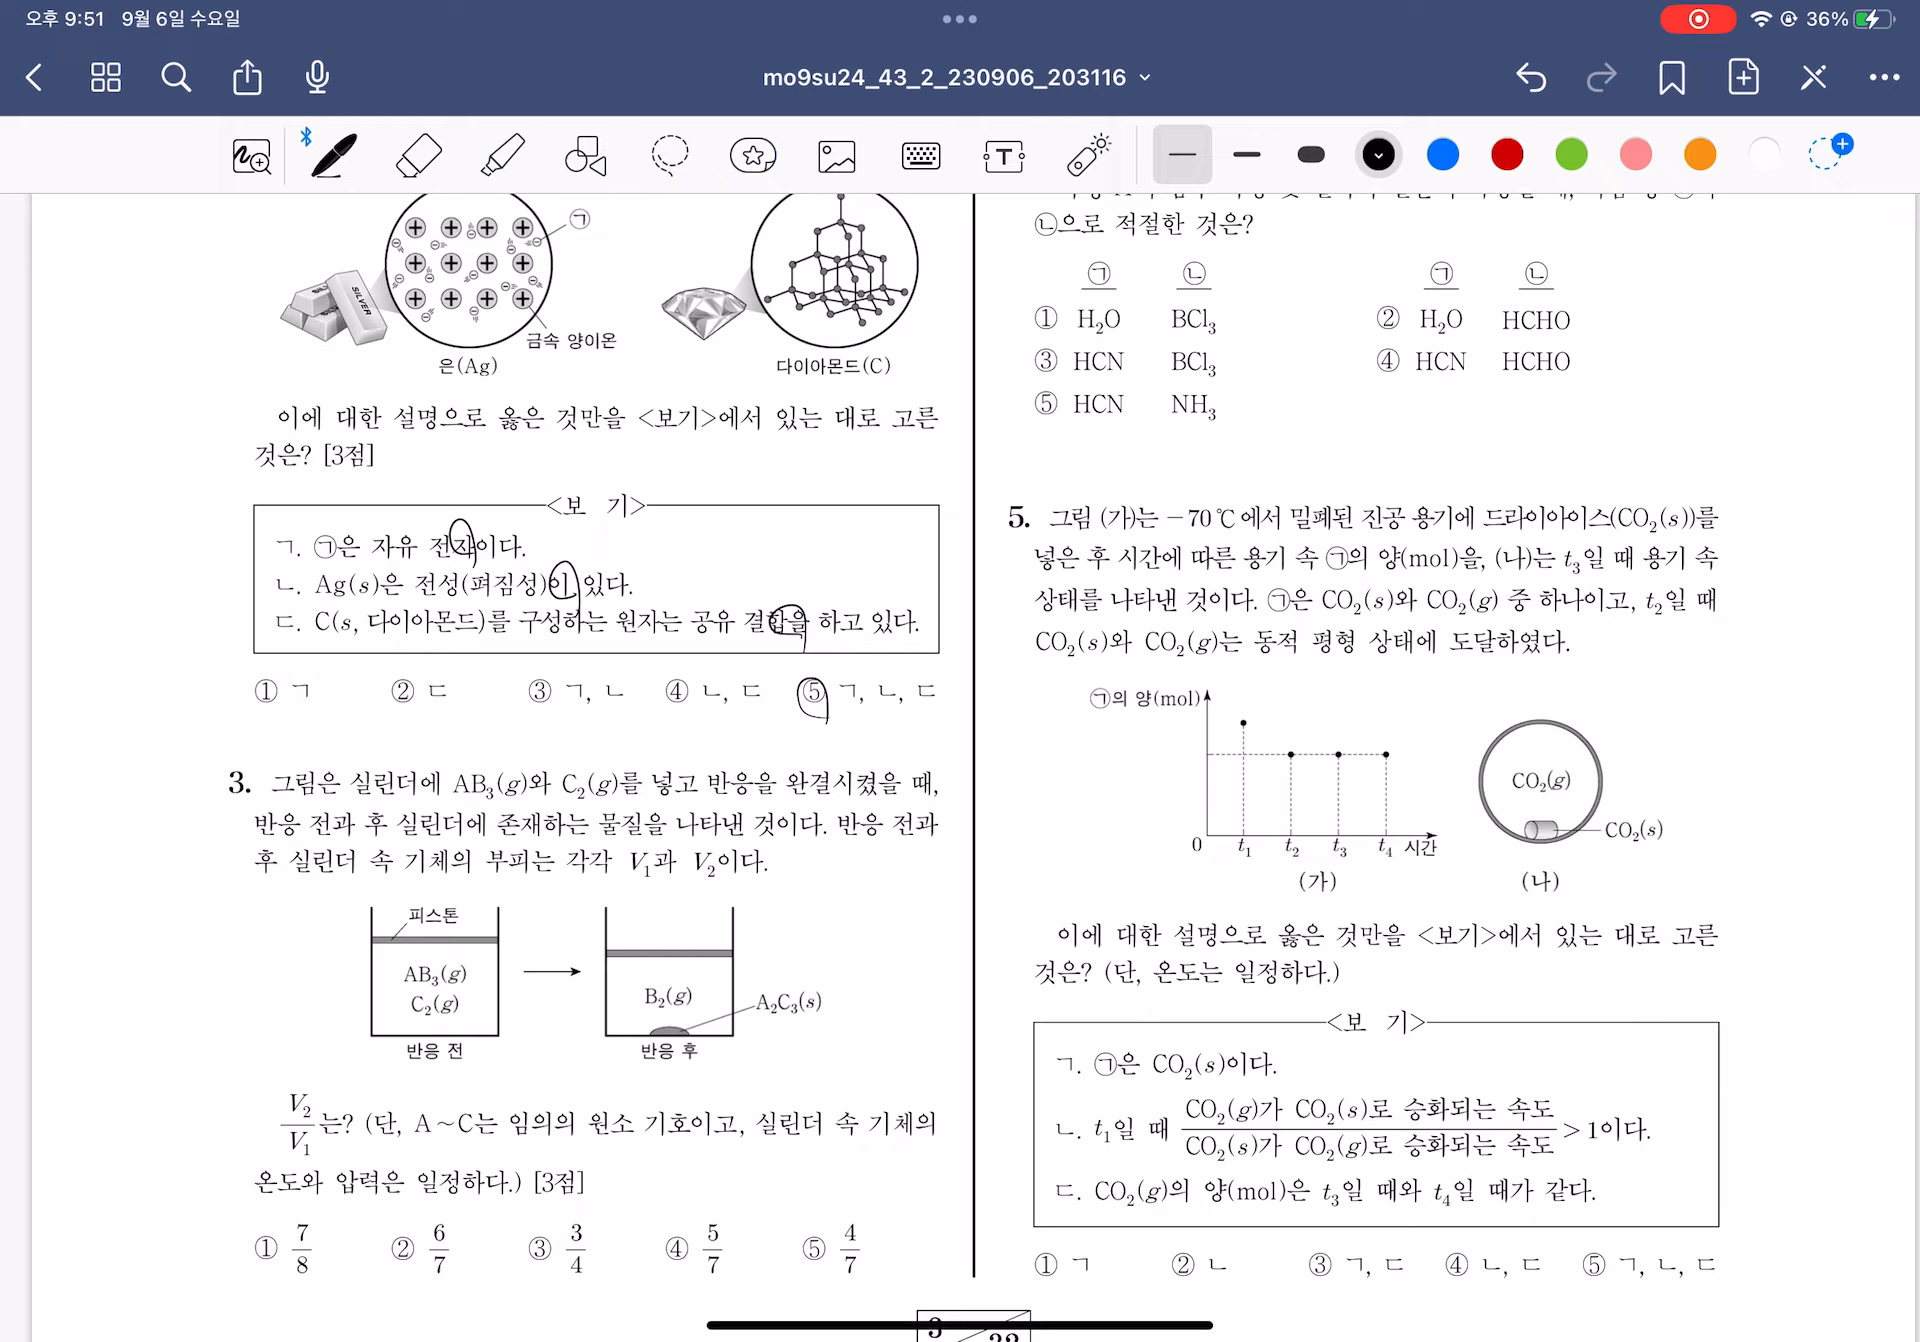 오후 9:51 9월 6일 수요일
36%
mo9su24_43_2_230906_203116
SILVER
㉠
금속 양이온
은(Ag)
다이아몬드(C)
이에 대한 설명으로 옳은 것만을 <보기>에서 있는 대로 고른
것은? [3점]
<보 기>
ㄱ. ㉠은 자유 전자이다.
ㄴ. Ag(s)은 전성(펴짐성)이 있다.
ㄷ. C(s, 다이아몬드)를 구성하는 원자는 공유 결합을 하고 있다.
① ㄱ ② ㄷ ③ ㄱ, ㄴ ④ ㄴ, ㄷ ⑤ ㄱ, ㄴ, ㄷ
3. 그림은 실린더에 AB₃(g)와 C₂(g)를 넣고 반응을 완결시켰을 때,
반응 전과 후 실린더에 존재하는 물질을 나타낸 것이다. 반응 전과
후 실린더 속 기체의 부피는 각각 V₁과 V₂이다.
피스톤
AB₃(g)
C₂(g)
반응 전
B₂(g)
A₂C₃(s)
반응 후
V₂/V₁는? (단, A~C는 임의의 원소 기호이고, 실린더 속 기체의
온도와 압력은 일정하다.) [3점]
① 7/8 ② 6/7 ③ 3/4 ④ 5/7 ⑤ 4/7
㉡으로 적절한 것은?
㉠ ㉡ ㉠ ㉡
① H₂O BCl₃ ② H₂O HCHO
③ HCN BCl₃ ④ HCN HCHO
⑤ HCN NH₃
5. 그림 (가)는 −70℃에서 밀폐된 진공 용기에 드라이아이스(CO₂(s))를
넣은 후 시간에 따른 용기 속 ㉠의 양(mol)을, (나)는 t₃일 때 용기 속
상태를 나타낸 것이다. ㉠은 CO₂(s)와 CO₂(g) 중 하나이고, t₂일 때
CO₂(s)와 CO₂(g)는 동적 평형 상태에 도달하였다.
㉠의 양(mol)
0 t₁ t₂ t₃ t₄ 시간
(가)
CO₂(g)
CO₂(s)
(나)
이에 대한 설명으로 옳은 것만을 <보기>에서 있는 대로 고른
것은? (단, 온도는 일정하다.)
<보 기>
ㄱ. ㉠은 CO₂(s)이다.
ㄴ. t₁일 때 CO₂(g)가 CO₂(s)로 승화되는 속도/CO₂(s)가 CO₂(g)로 승화되는 속도 > 1이다.
ㄷ. CO₂(g)의 양(mol)은 t₃일 때와 t₄일 때가 같다.
① ㄱ ② ㄴ ③ ㄱ, ㄷ ④ ㄴ, ㄷ ⑤ ㄱ, ㄴ, ㄷ